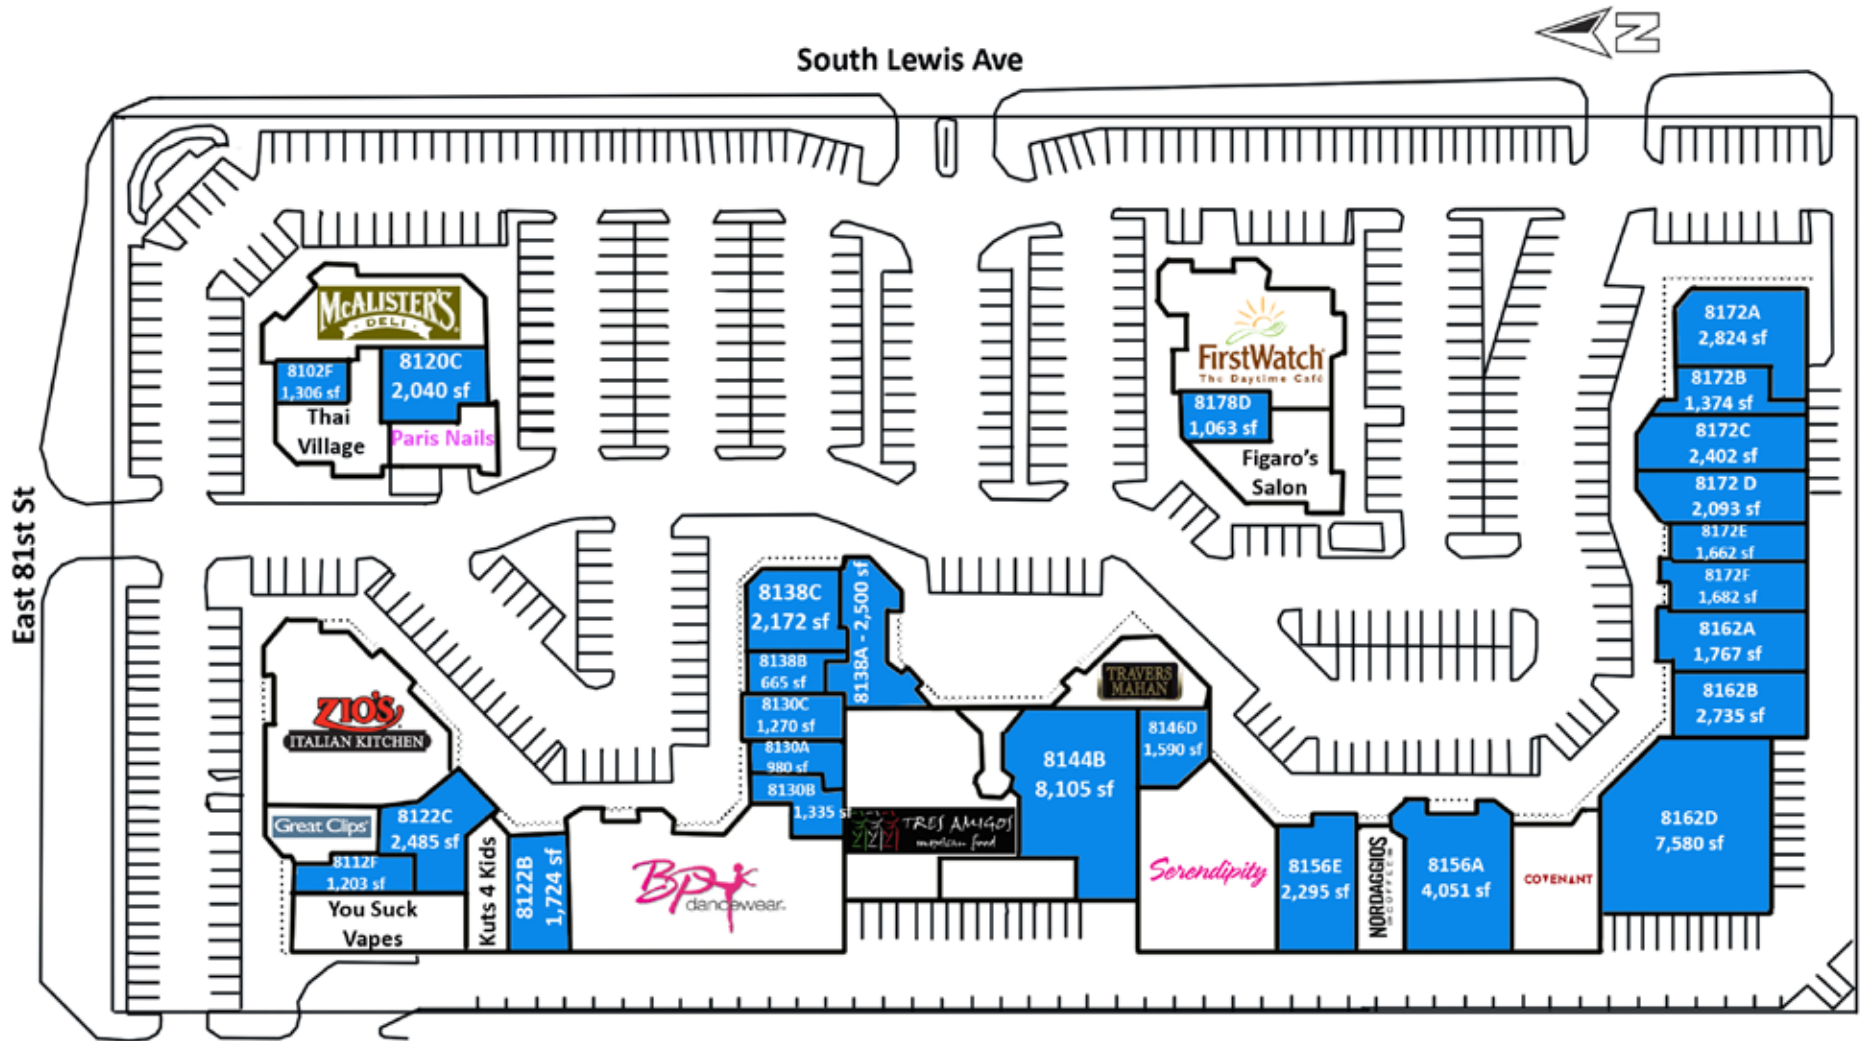 South Lewis Ave
N
East 81st St
McALISTER'S
DELI
8102F
1,306 sf
8120C
2,040 sf
Thai
Village
Paris Nails
FirstWatch
The Daytime Café
8178D
1,063 sf
Figaro's
Salon
8172A
2,824 sf
8172B
1,374 sf
8172C
2,402 sf
8172 D
2,093 sf
8172E
1,662 sf
8172F
1,682 sf
8162A
1,767 sf
8162B
2,735 sf
8162D
7,580 sf
ZIO'S
ITALIAN KITCHEN
Great Clips
8122C
2,485 sf
8112F
1,203 sf
You Suck
Vapes
Kuts 4 Kids
8122B
1,724 sf
BP
dancewear
8138C
2,172 sf
8138A - 2,500 sf
8138B
665 sf
8130C
1,270 sf
8130A
980 sf
8130B
1,335 sf
TRES AMIGOS
mexican food
TRAVERS
MAHAN
8144B
8,105 sf
8146D
1,590 sf
Serendipity
8156E
2,295 sf
NORDAGGIOS
COFFEE
8156A
4,051 sf
COVENANT